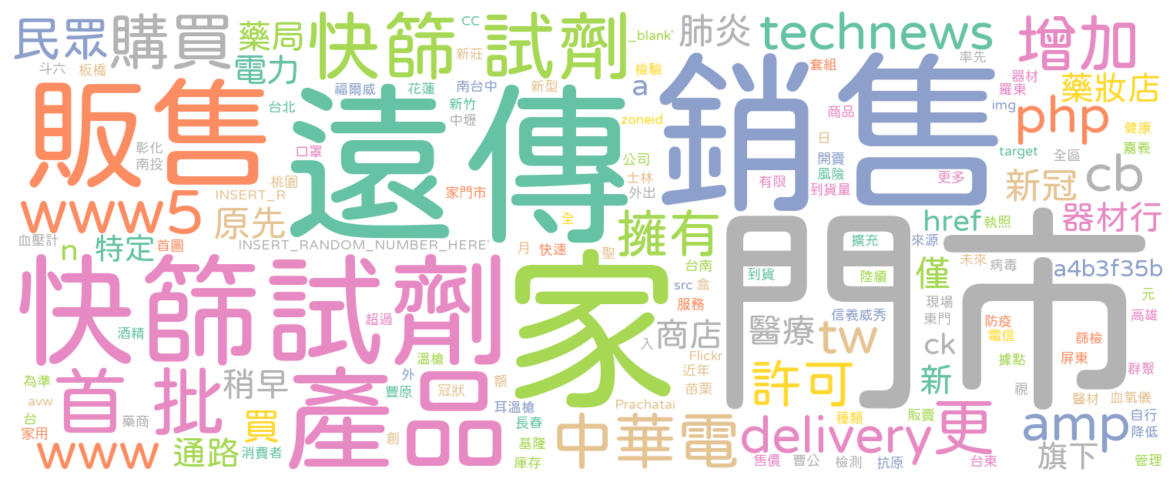 民眾
購買
藥局
快篩試劑
cc
_blank'
肺炎
technews
增加
斗六
板橋
電力
新莊
檢驗
套組
率先
器材
羅東
藥妝店
販售
遠傳
銷售
台北
福爾威
花蓮
南台中
新型
a
新竹
中壢
zoneid
商品
img
php
健康
嘉義
彰化
南投
口罩
日
開賣
風險
到貨量
target
全區
公司
士林
外出
有限
更多
cb
桃園
INSERT_R
家門市
新冠
www5
原先
擁有
href
執照
器材行
血壓計
n
特定
首圖
INSERT_RANDOM_NUMBER_HERE'
月
快速
全
聖
擴充
來源
未來
病毒
快篩試劑
家
門市
台南
src
盒
到貨
陸續
僅
a4b3f35b
服務
現場
東門
元
高雄
酒精
超過
商店
醫療
信義威秀
tw
ck
防疫
電信
篩檢
入
Flickr
近年
苗栗
據點
屏東
群聚
為準
首批
稍早
溫槍
外
豐原
冠狀
額
產品
許可
新
視
avw
台
家用
藥商
買
耳溫槍
Prachatai
種類
販賣
醫材
血氧儀
長春
中華電
delivery
更
amp
自行
降低
www
通路
消費者
創
基隆
庫存
售價
曹公
檢測
抗原
台東
旗下
管理